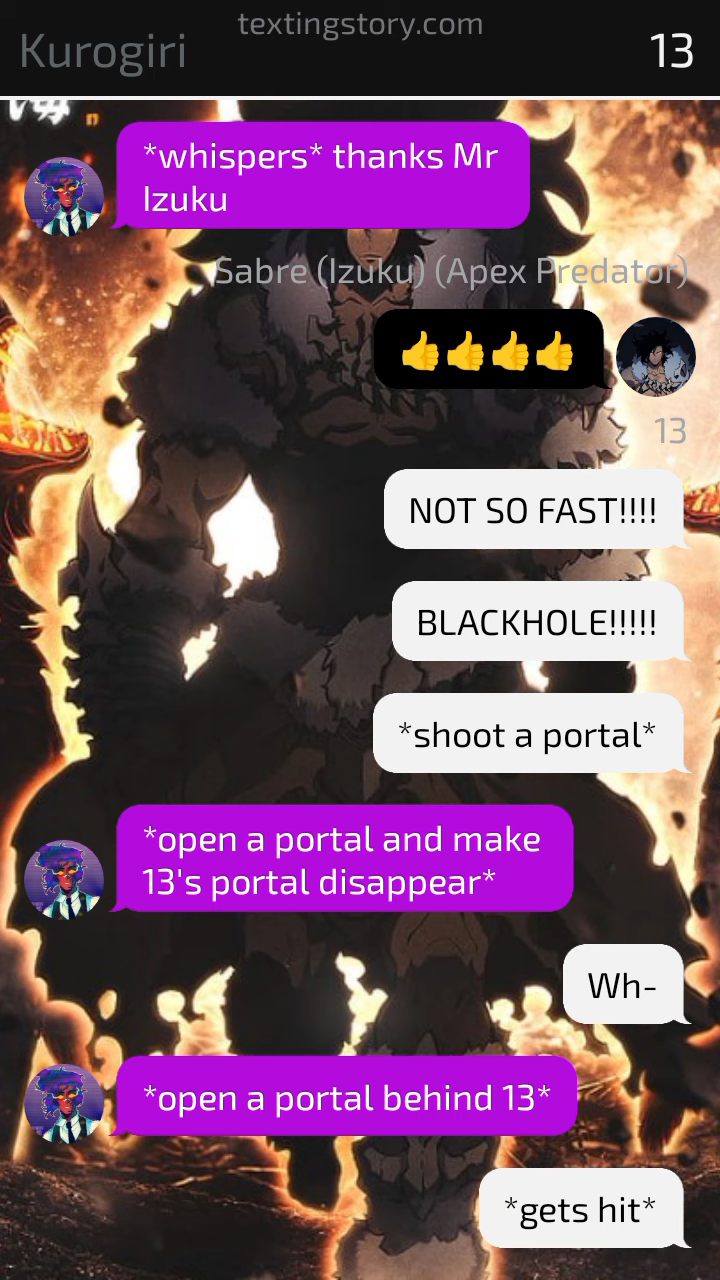 textingstory.com
Kurogiri
13
*whispers* thanks Mr
Izuku
Sabre (Izuku) (Apex Predator)
👍👍👍👍
13
NOT SO FAST!!!!
BLACKHOLE!!!!!
*shoot a portal*
*open a portal and make
13's portal disappear*
Wh-
*open a portal behind 13*
*gets hit*